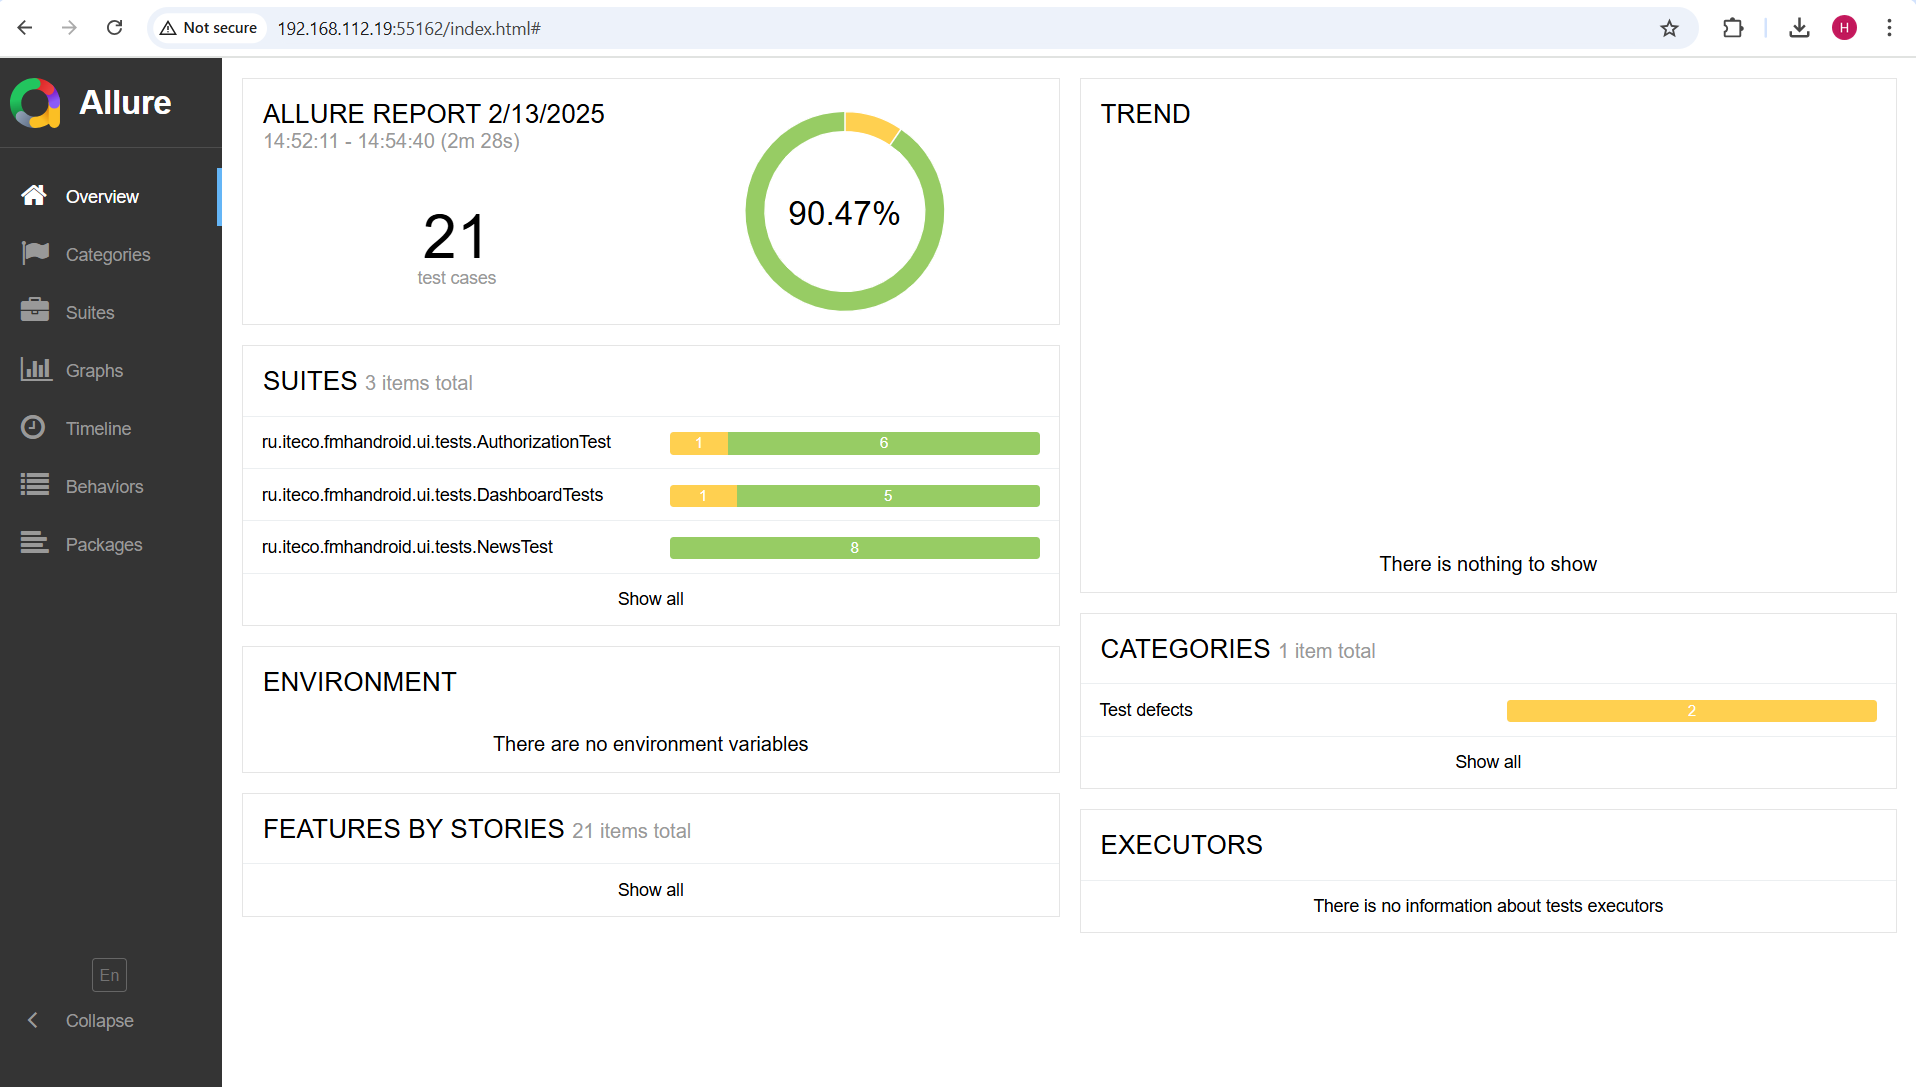 Not secure 192.168.112.19:55162/index.html#
H
Allure
Overview
Categories
Suites
Graphs
Timeline
Behaviors
Packages
En
Collapse
ALLURE REPORT 2/13/2025
14:52:11 - 14:54:40 (2m 28s)
21
test cases
90.47%
SUITES 3 items total
ru.iteco.fmhandroid.ui.tests.AuthorizationTest 1 6
ru.iteco.fmhandroid.ui.tests.DashboardTests 1 5
ru.iteco.fmhandroid.ui.tests.NewsTest 8
Show all
ENVIRONMENT
There are no environment variables
FEATURES BY STORIES 21 items total
Show all
TREND
There is nothing to show
CATEGORIES 1 item total
Test defects 2
Show all
EXECUTORS
There is no information about tests executors